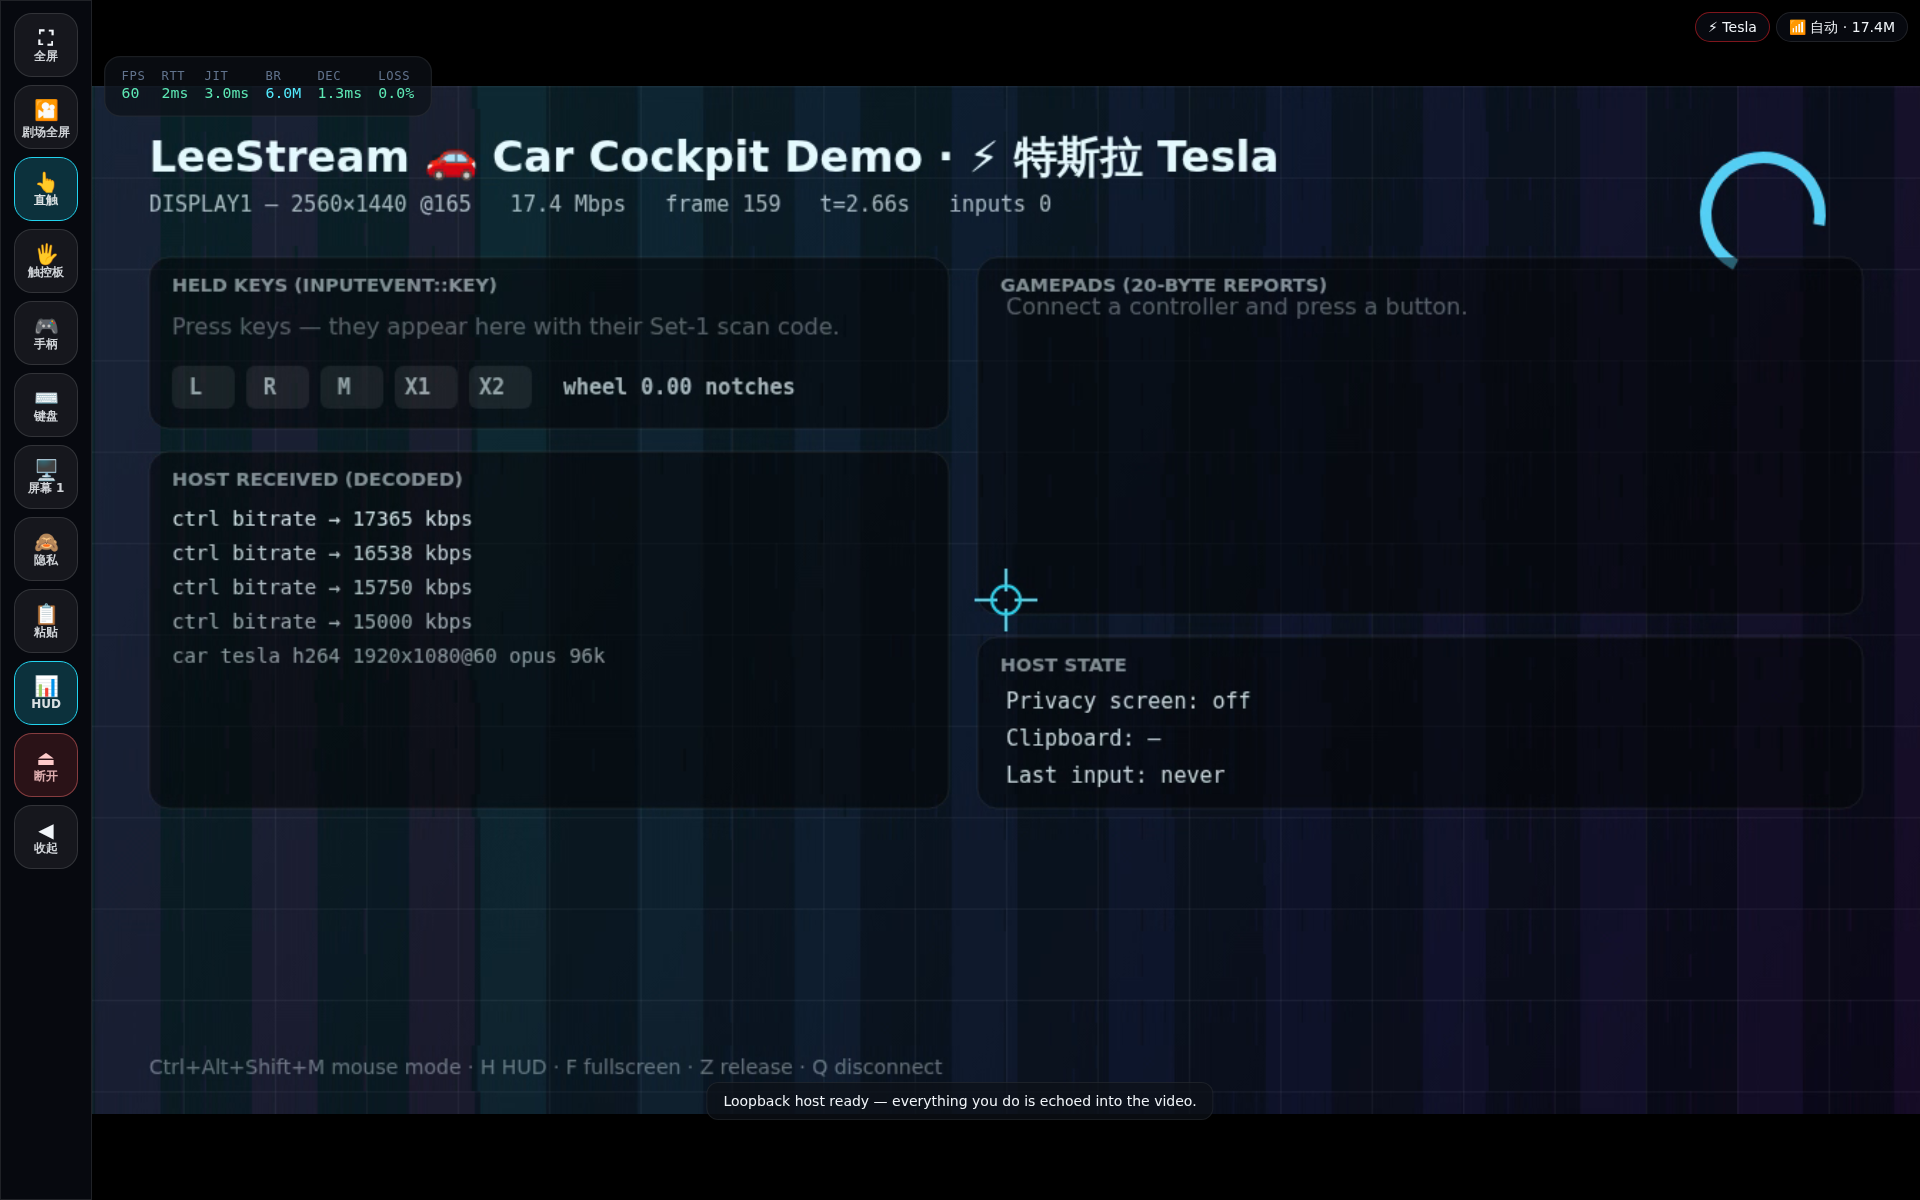 全屏
剧场全屏
直触
触控板
手柄
键盘
屏幕 1
隐私
粘贴
HUD
断开
收起
⚡ Tesla
自动 · 17.4M
FPS RTT JIT BR DEC LOSS
60 2ms 3.0ms 6.0M 1.3ms 0.0%
LeeStream 🚗 Car Cockpit Demo · ⚡ 特斯拉 Tesla
DISPLAY1 — 2560×1440 @165 17.4 Mbps frame 159 t=2.66s inputs 0
HELD KEYS (INPUTEVENT::KEY)
Press keys — they appear here with their Set-1 scan code.
L R M X1 X2 wheel 0.00 notches
HOST RECEIVED (DECODED)
ctrl bitrate → 17365 kbps
ctrl bitrate → 16538 kbps
ctrl bitrate → 15750 kbps
ctrl bitrate → 15000 kbps
car tesla h264 1920x1080@60 opus 96k
GAMEPADS (20-BYTE REPORTS)
Connect a controller and press a button.
HOST STATE
Privacy screen: off
Clipboard: —
Last input: never
Ctrl+Alt+Shift+M mouse mode · H HUD · F fullscreen · Z release · Q disconnect
Loopback host ready — everything you do is echoed into the video.